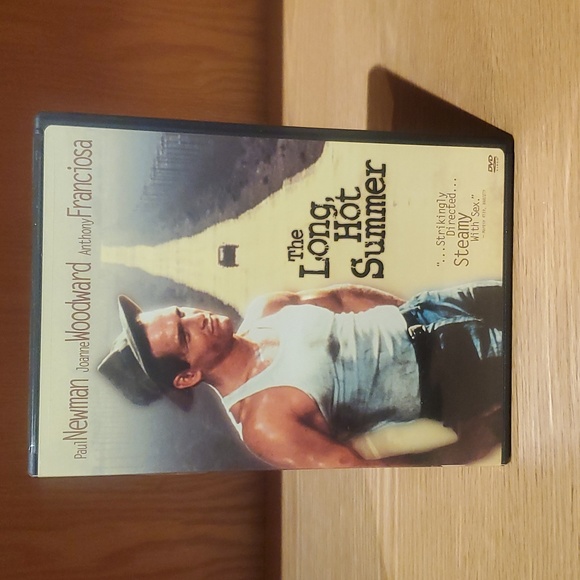 Paul Newman Joanne Woodward Anthony Franciosa
The
Long,
Hot
Summer
"...Strikingly
Directed...
Steamy
With Sex."
DVD